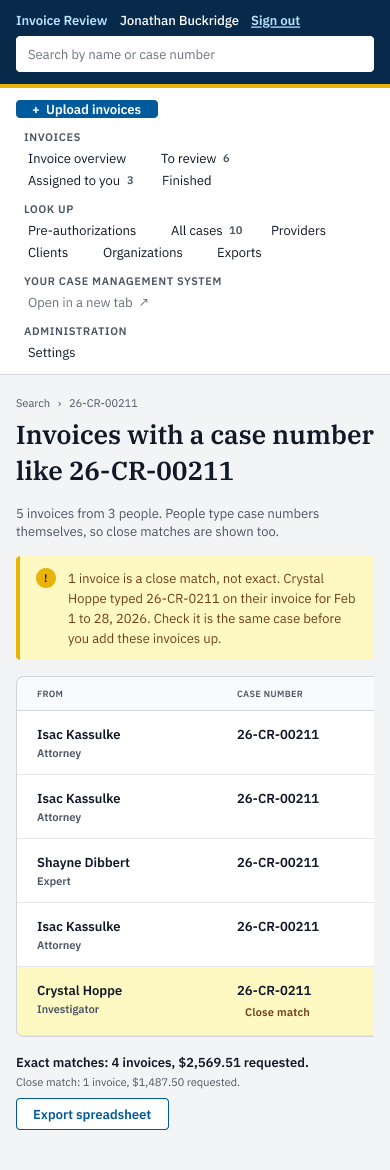 Invoice Review Jonathan Buckridge Sign out
Search by name or case number
+ Upload invoices
INVOICES
Invoice overview To review 6
Assigned to you 3 Finished
LOOK UP
Pre-authorizations All cases 10 Providers
Clients Organizations Exports
YOUR CASE MANAGEMENT SYSTEM
Open in a new tab ↗
ADMINISTRATION
Settings
Search › 26-CR-00211
Invoices with a case number
like 26-CR-00211
5 invoices from 3 people. People type case numbers
themselves, so close matches are shown too.
! 1 invoice is a close match, not exact. Crystal
Hoppe typed 26-CR-0211 on their invoice for Feb
1 to 28, 2026. Check it is the same case before
you add these invoices up.
FROM CASE NUMBER
Isac Kassulke 26-CR-00211
Attorney
Isac Kassulke 26-CR-00211
Attorney
Shayne Dibbert 26-CR-00211
Expert
Isac Kassulke 26-CR-00211
Attorney
Crystal Hoppe 26-CR-0211
Investigator Close match
Exact matches: 4 invoices, $2,569.51 requested.
Close match: 1 invoice, $1,487.50 requested.
Export spreadsheet